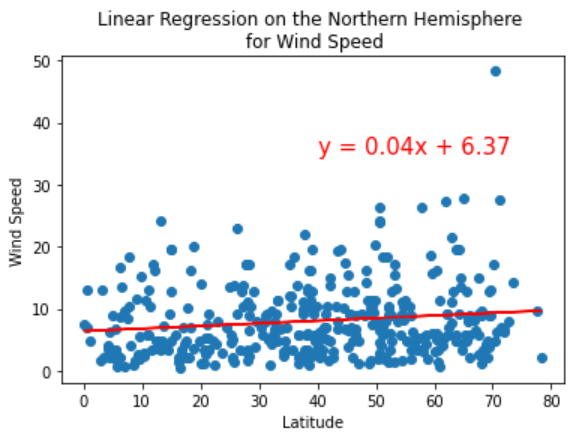 Linear Regression on the Northern Hemisphere
for Wind Speed
50
40
30
20
10
0
Wind Speed
y = 0.04x + 6.37
0 10 20 30 40 50 60 70 80
Latitude